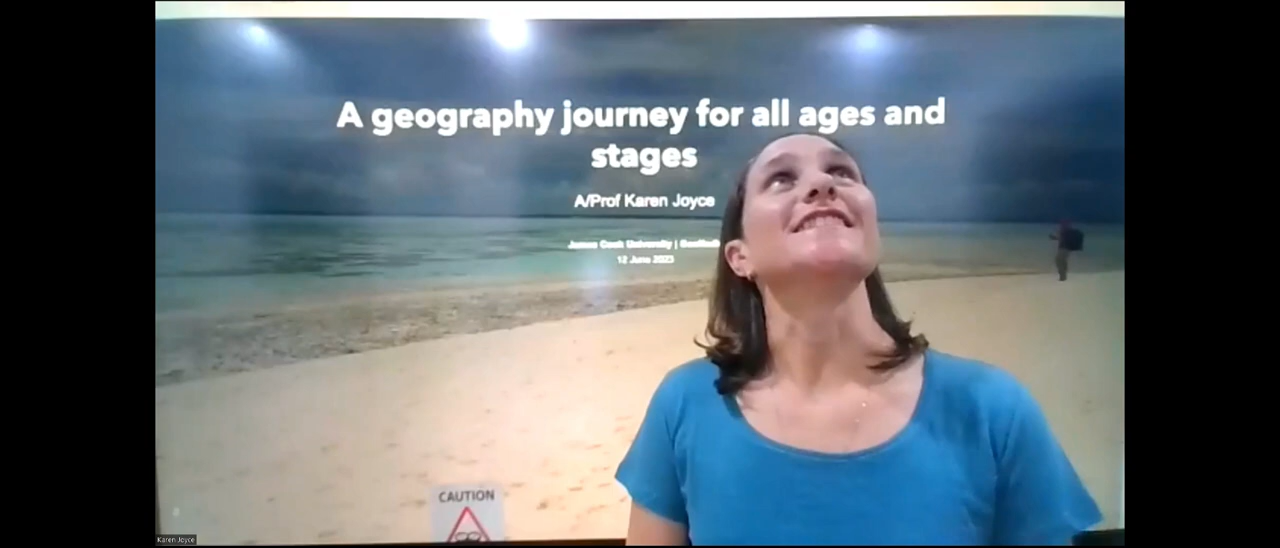 A geography journey for all ages and
stages
A/Prof Karen Joyce
James Cook University |
12 June 2023
CAUTION
Karen Joyce